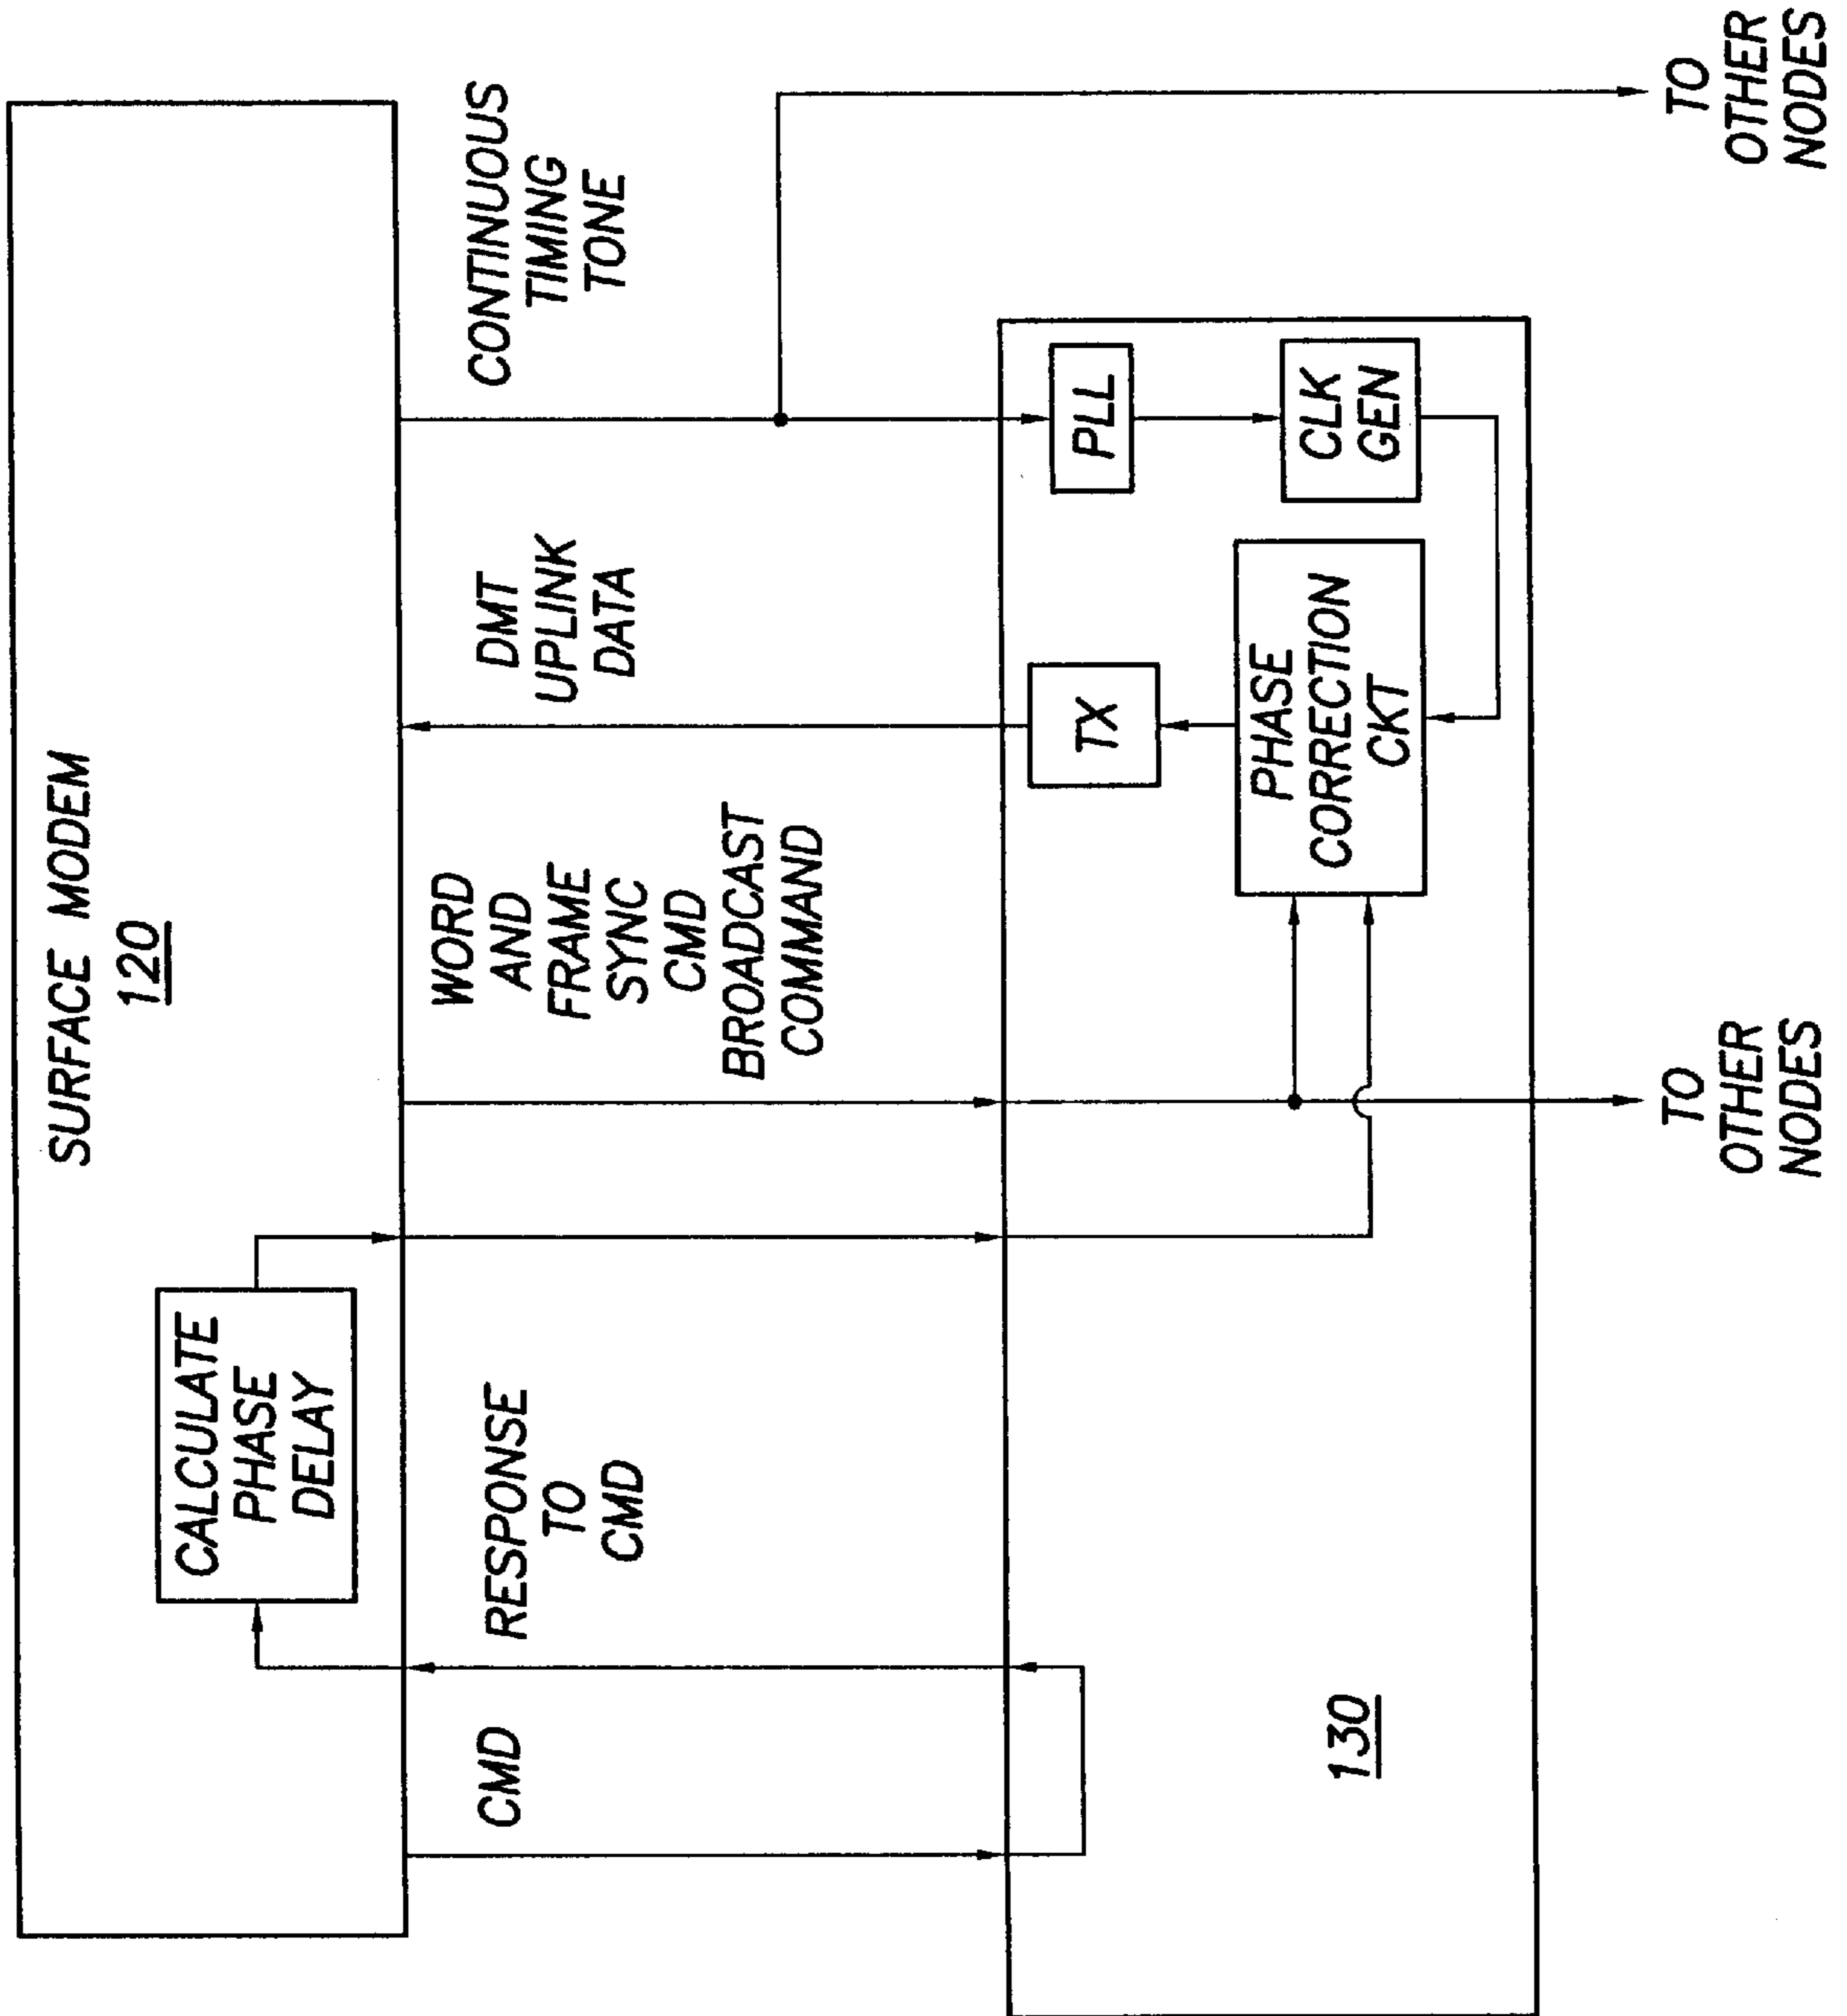 SURFACE MODEM
120
CALCULATE
PHASE
DELAY
CMD
RESPONSE
TO
CMD
WORD
AND
FRAME
SYNC
CMD
BROADCAST
COMMAND
DMT
UPLINK
DATA
CONTINUOUS
TIMING
TONE
130
TX
PHASE
CORRECTION
CKT
PLL
CLK
GEN
TO
OTHER
NODES
TO
OTHER
NODES